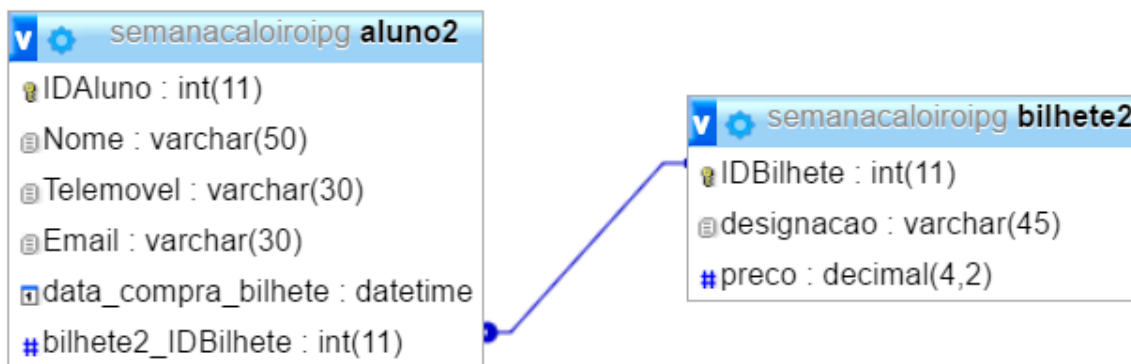 semanacaloiroipg aluno2
IDAluno : int(11)
Nome : varchar(50)
Telemovel : varchar(30)
Email : varchar(30)
data_compra_bilhete : datetime
bilhete2_IDBilhete : int(11)
semanacaloiroipg bilhete2
IDBilhete : int(11)
designacao : varchar(45)
preco : decimal(4,2)